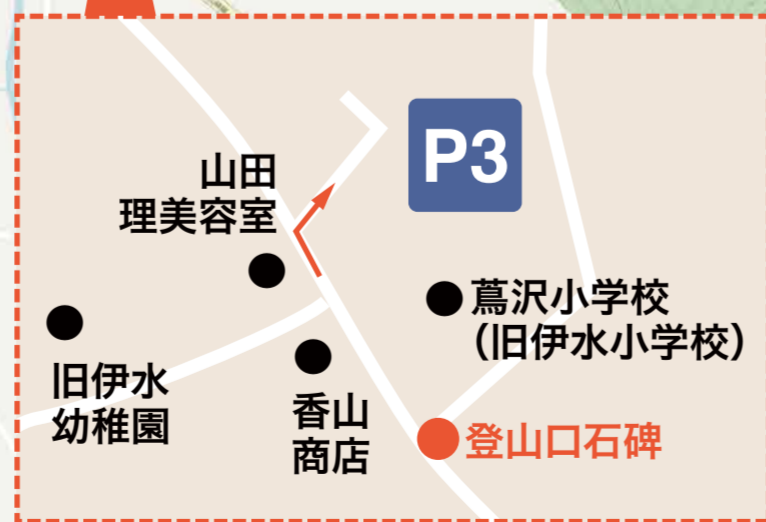 P3
山田
理美容室
蔦沢小学校
（旧伊水小学校）
旧伊水
幼稚園
香山
商店
登山口石碑